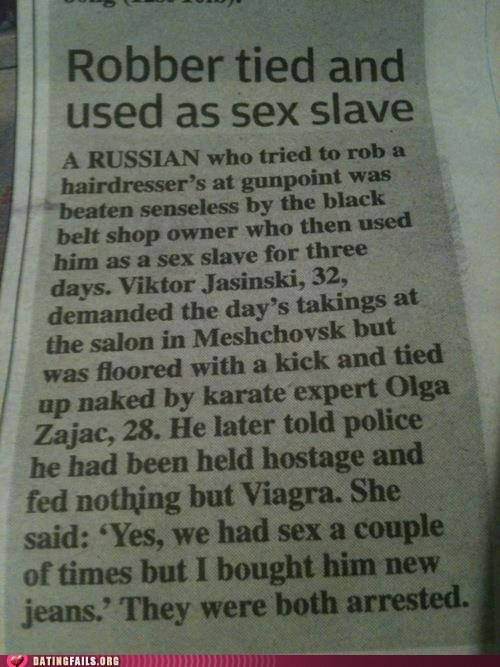 Robber tied and
used as sex slave
A RUSSIAN who tried to rob a
hairdresser's at gunpoint was
beaten senseless by the black
belt shop owner who then used
him as a sex slave for three
days. Viktor Jasinski, 32,
demanded the day's takings at
the salon in Meshchovsk but
was floored with a kick and tied
up naked by karate expert Olga
Zajac, 28. He later told police
he had been held hostage and
fed nothing but Viagra. She
said: 'Yes, we had sex a couple
of times but I bought him new
jeans.' They were both arrested.
DATINGFAILS.ORG